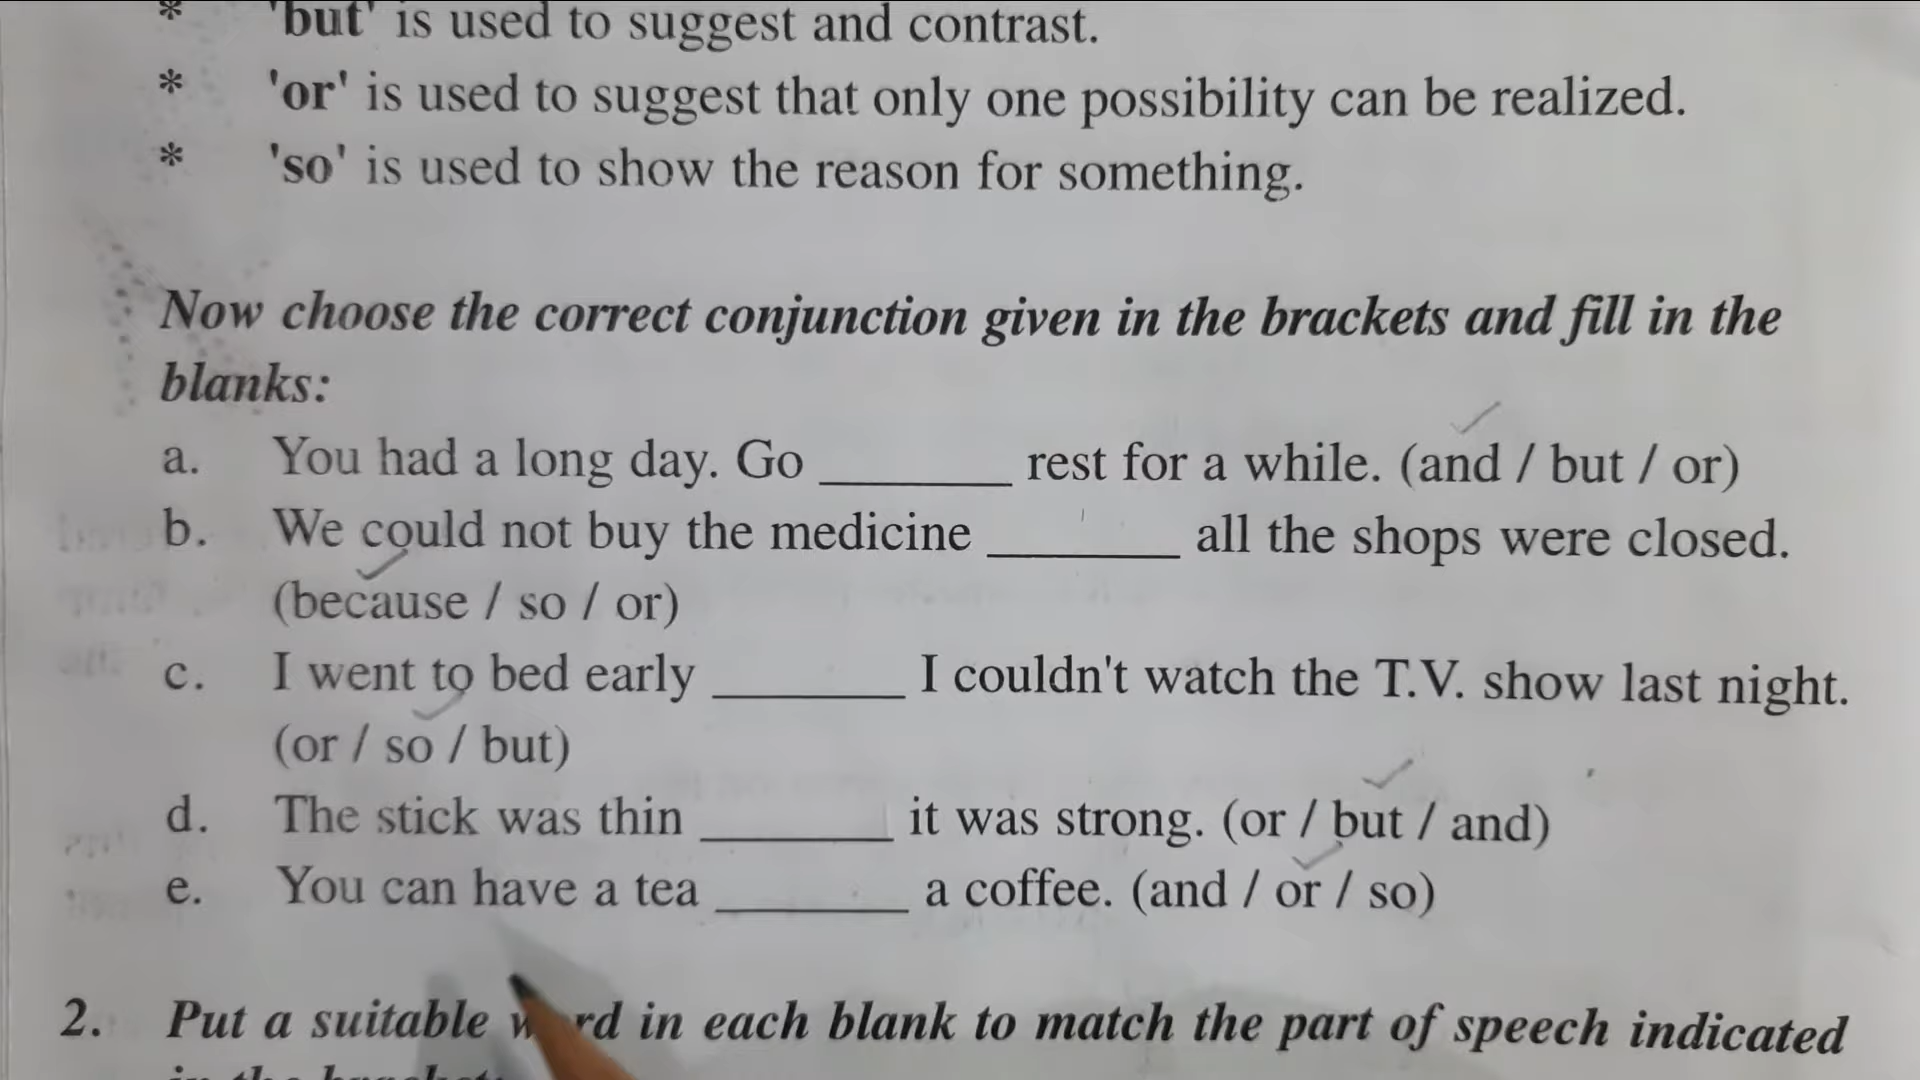 * 'but' is used to suggest and contrast.
* 'or' is used to suggest that only one possibility can be realized.
* 'so' is used to show the reason for something.
Now choose the correct conjunction given in the brackets and fill in the
blanks:
a. You had a long day. Go ________ rest for a while. (and / but / or)
b. We could not buy the medicine ________ all the shops were closed.
(because / so / or)
c. I went to bed early ________ I couldn't watch the T.V. show last night.
(or / so / but)
d. The stick was thin ________ it was strong. (or / but / and)
e. You can have a tea ________ a coffee. (and / or / so)
2. Put a suitable word in each blank to match the part of speech indicated
in the